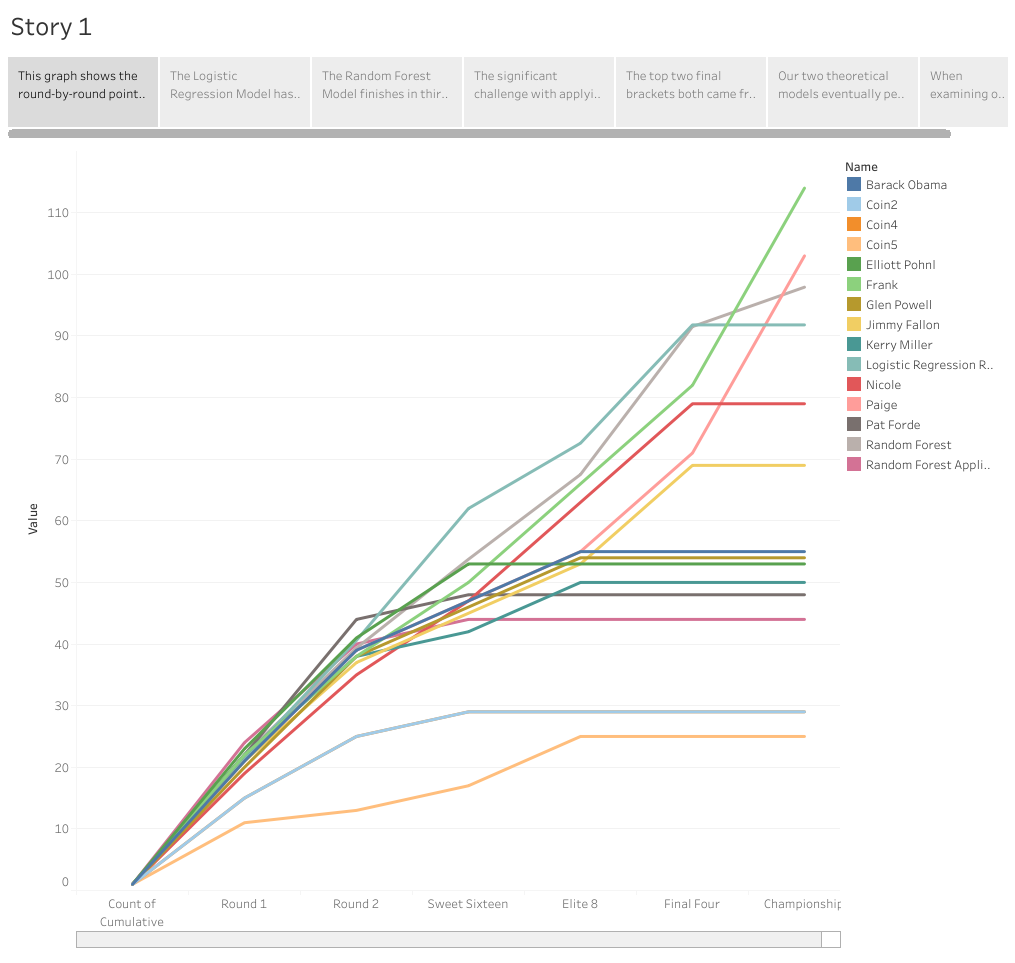 Story 1
This graph shows the
round-by-round point..
The Logistic
Regression Model has..
The Random Forest
Model finishes in thir..
The significant
challenge with applyi..
The top two final
brackets both came fr..
Our two theoretical
models eventually pe..
When
examining o..
Value
110
100
90
80
70
60
50
40
30
20
10
0
Count of
Cumulative
Round 1
Round 2
Sweet Sixteen
Elite 8
Final Four
Championship
Name
Barack Obama
Coin2
Coin4
Coin5
Elliott Pohnl
Frank
Glen Powell
Jimmy Fallon
Kerry Miller
Logistic Regression R..
Nicole
Paige
Pat Forde
Random Forest
Random Forest Appli..